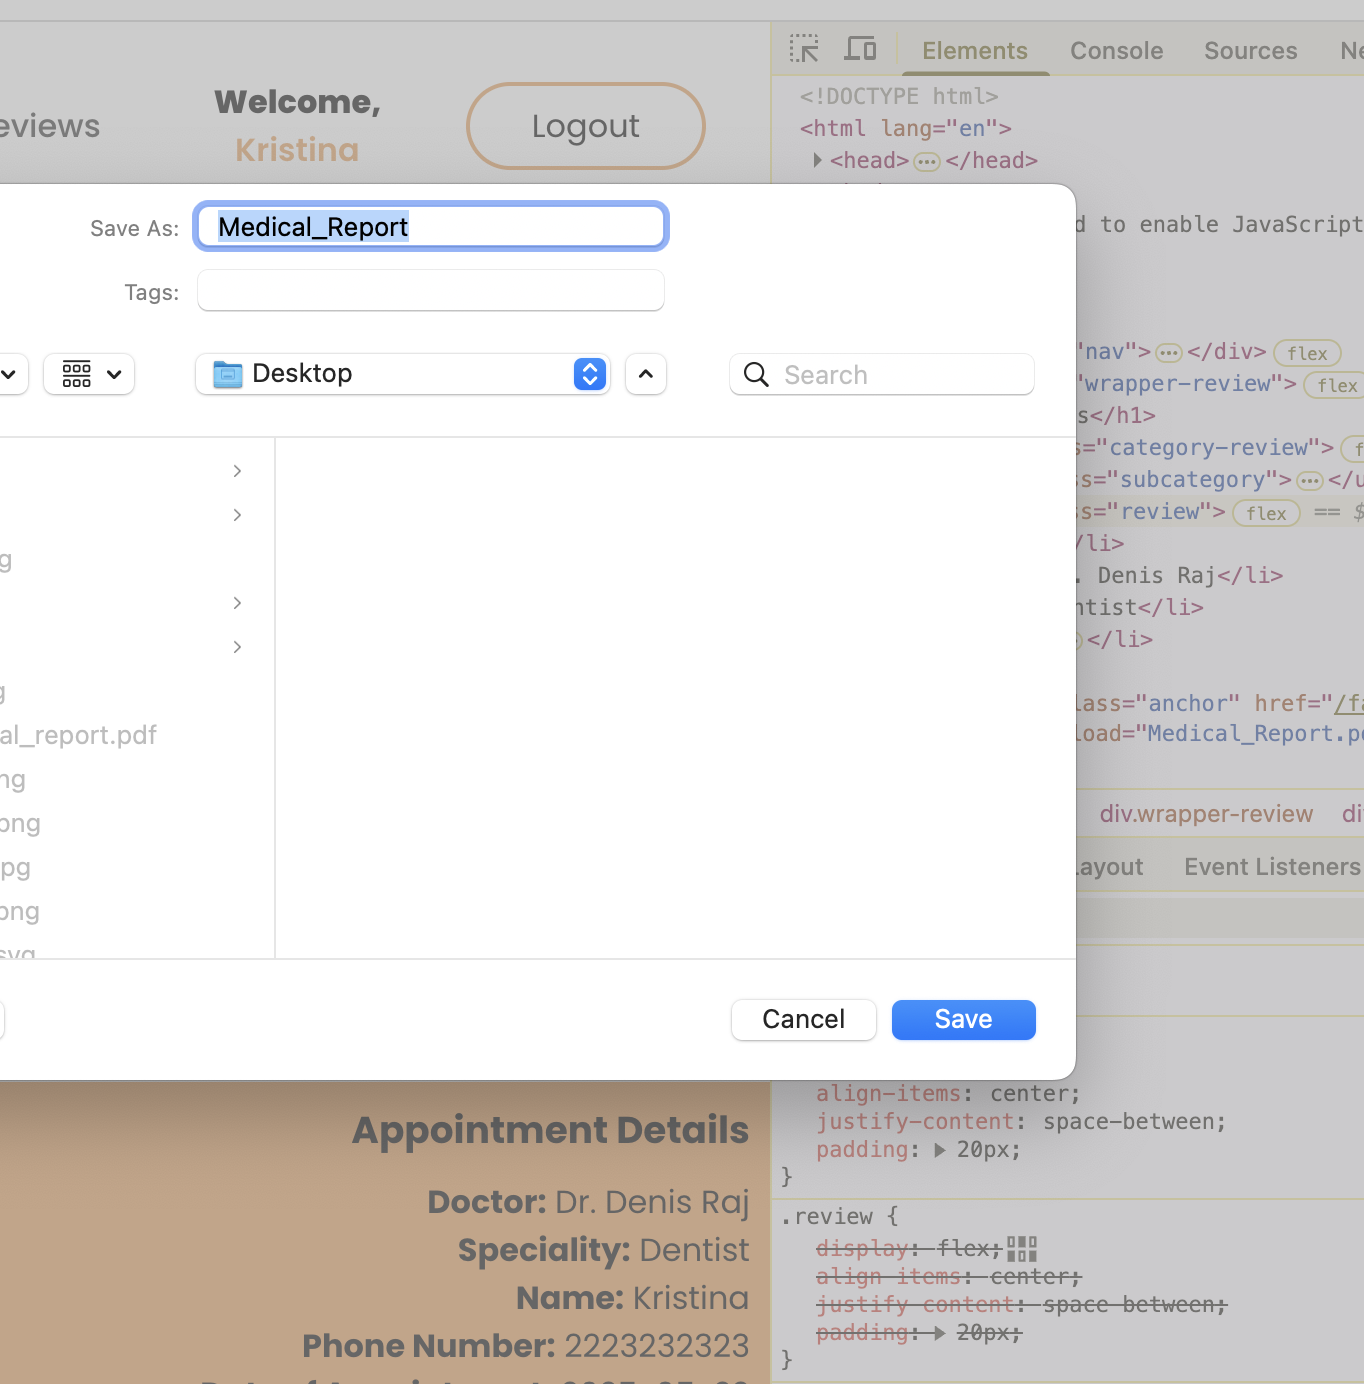 eviews
Welcome,
Kristina
Logout
Elements Console Sources Ne
<!DOCTYPE html>
<html lang="en">
<head> ... </head>
d to enable JavaScript
"nav"> ... </div> flex
"wrapper-review"> flex
s</h1>
s="category-review"> f
ss="subcategory"> ... </u
ss="review"> flex == $
/li>
. Denis Raj</li>
ntist</li>
</li>
lass="anchor" href="/fa
load="Medical_Report.pd
div.wrapper-review di
Layout Event Listeners
Save As: Medical_Report
Tags:
Desktop
Search
g
g
al_report.pdf
ng
png
pg
png
svg
Cancel Save
Appointment Details
Doctor: Dr. Denis Raj
Speciality: Dentist
Name: Kristina
Phone Number: 2223232323
align-items: center;
justify-content: space-between;
padding: 20px;
}
.review {
display: flex;
align-items: center;
justify-content: space-between;
padding: 20px;
}